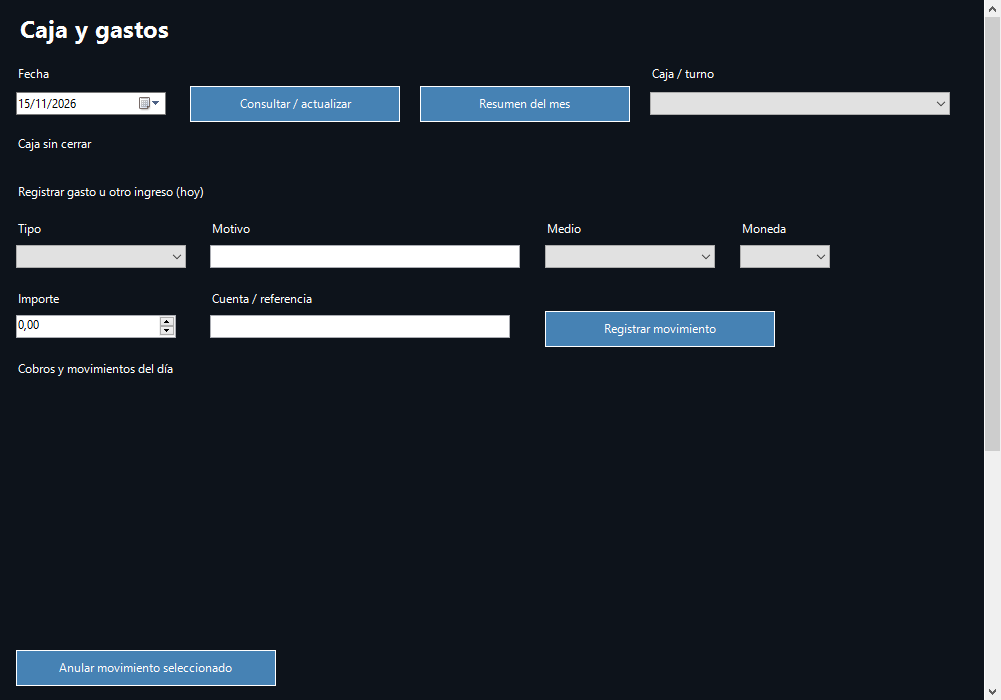 Caja y gastos
Fecha
Caja / turno
15/11/2026
Consultar / actualizar
Resumen del mes
Caja sin cerrar
Registrar gasto u otro ingreso (hoy)
Tipo
Motivo
Medio
Moneda
Importe
Cuenta / referencia
0,00
Registrar movimiento
Cobros y movimientos del día
Anular movimiento seleccionado